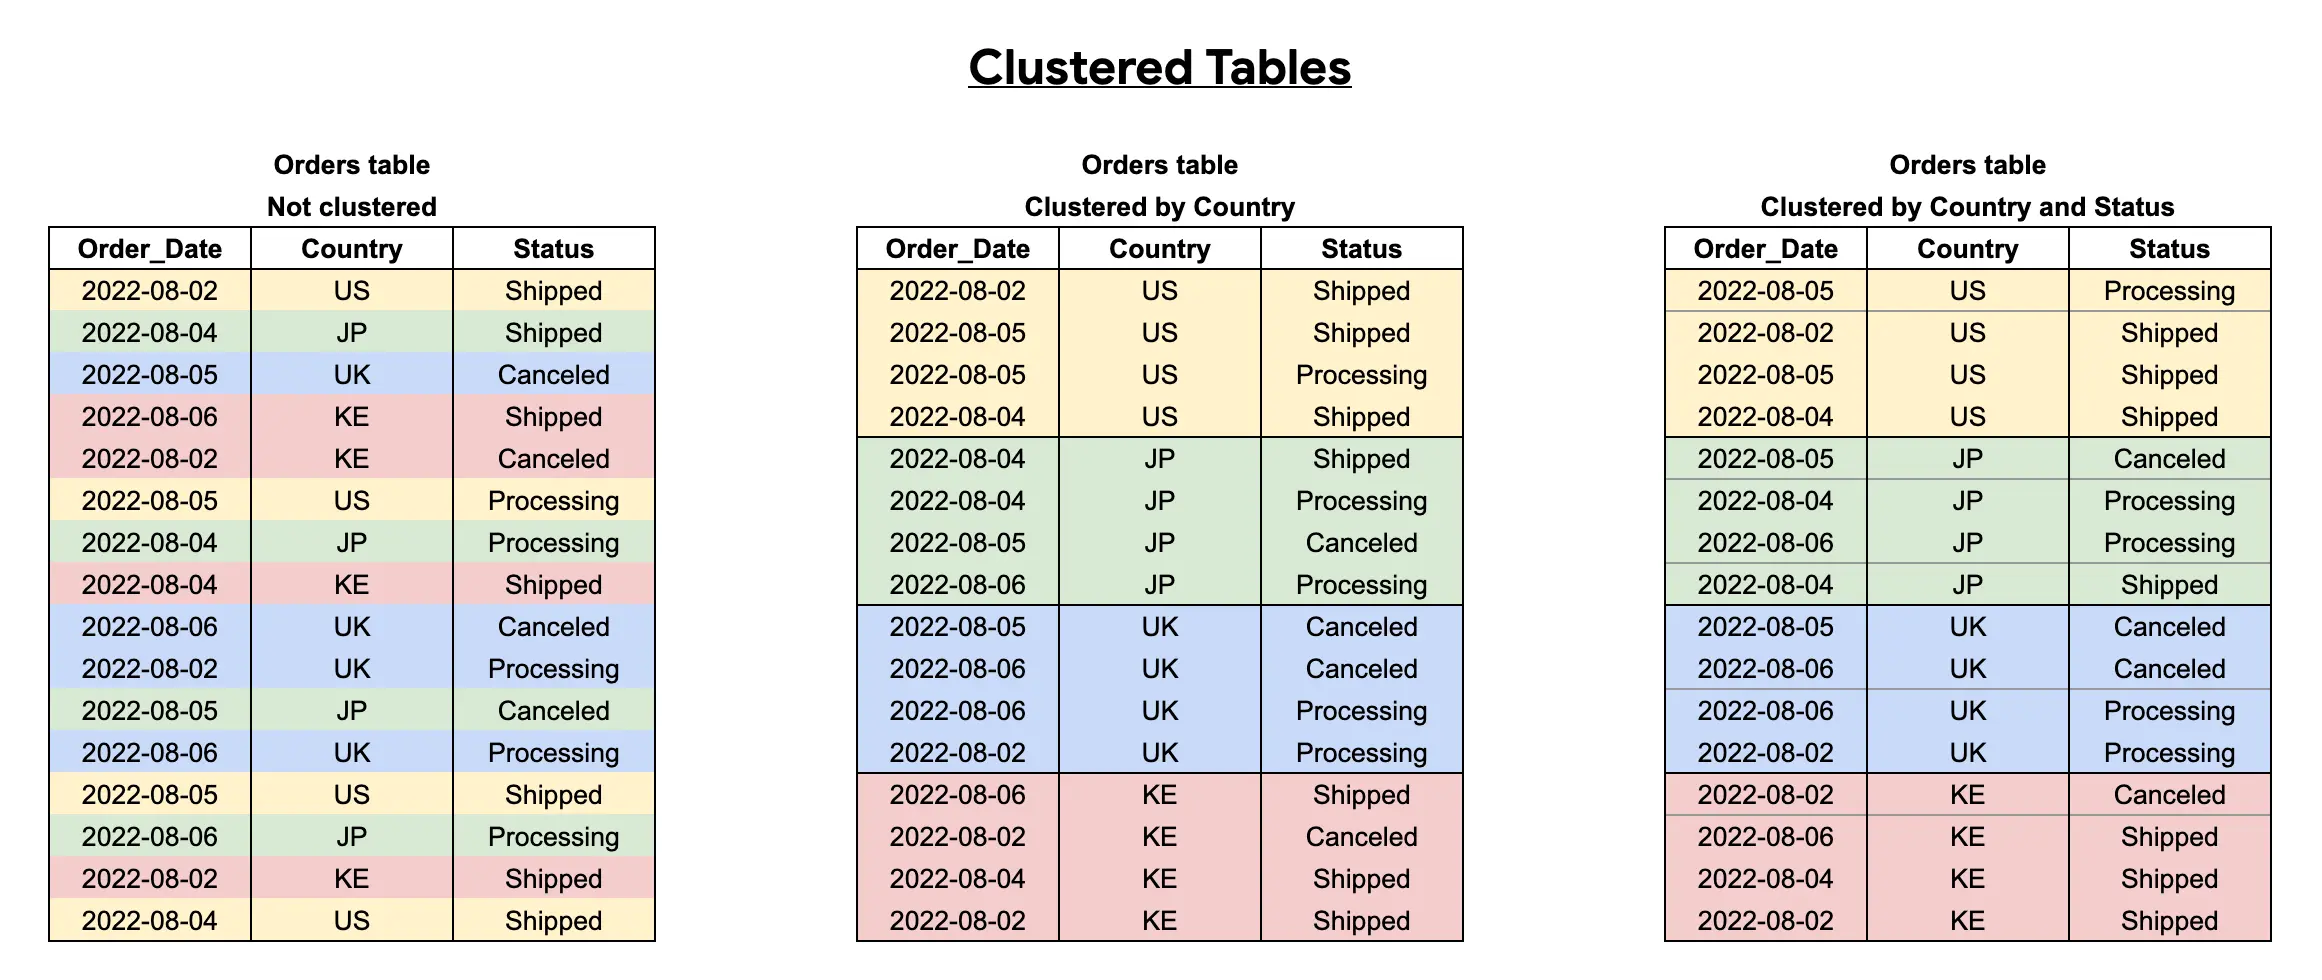 Clustered Tables
Orders table
Not clustered
Order_Date Country Status
2022-08-02 US Shipped
2022-08-04 JP Shipped
2022-08-05 UK Canceled
2022-08-06 KE Shipped
2022-08-02 KE Canceled
2022-08-05 US Processing
2022-08-04 JP Processing
2022-08-04 KE Shipped
2022-08-06 UK Canceled
2022-08-02 UK Processing
2022-08-05 JP Canceled
2022-08-06 UK Processing
2022-08-05 US Shipped
2022-08-06 JP Processing
2022-08-02 KE Shipped
2022-08-04 US Shipped
Orders table
Clustered by Country
Order_Date Country Status
2022-08-02 US Shipped
2022-08-05 US Shipped
2022-08-05 US Processing
2022-08-04 US Shipped
2022-08-04 JP Shipped
2022-08-04 JP Processing
2022-08-05 JP Canceled
2022-08-06 JP Processing
2022-08-05 UK Canceled
2022-08-06 UK Canceled
2022-08-06 UK Processing
2022-08-02 UK Processing
2022-08-06 KE Shipped
2022-08-02 KE Canceled
2022-08-04 KE Shipped
2022-08-02 KE Shipped
Orders table
Clustered by Country and Status
Order_Date Country Status
2022-08-05 US Processing
2022-08-02 US Shipped
2022-08-05 US Shipped
2022-08-04 US Shipped
2022-08-05 JP Canceled
2022-08-04 JP Processing
2022-08-06 JP Processing
2022-08-04 JP Shipped
2022-08-05 UK Canceled
2022-08-06 UK Canceled
2022-08-06 UK Processing
2022-08-02 UK Processing
2022-08-02 KE Canceled
2022-08-06 KE Shipped
2022-08-04 KE Shipped
2022-08-02 KE Shipped